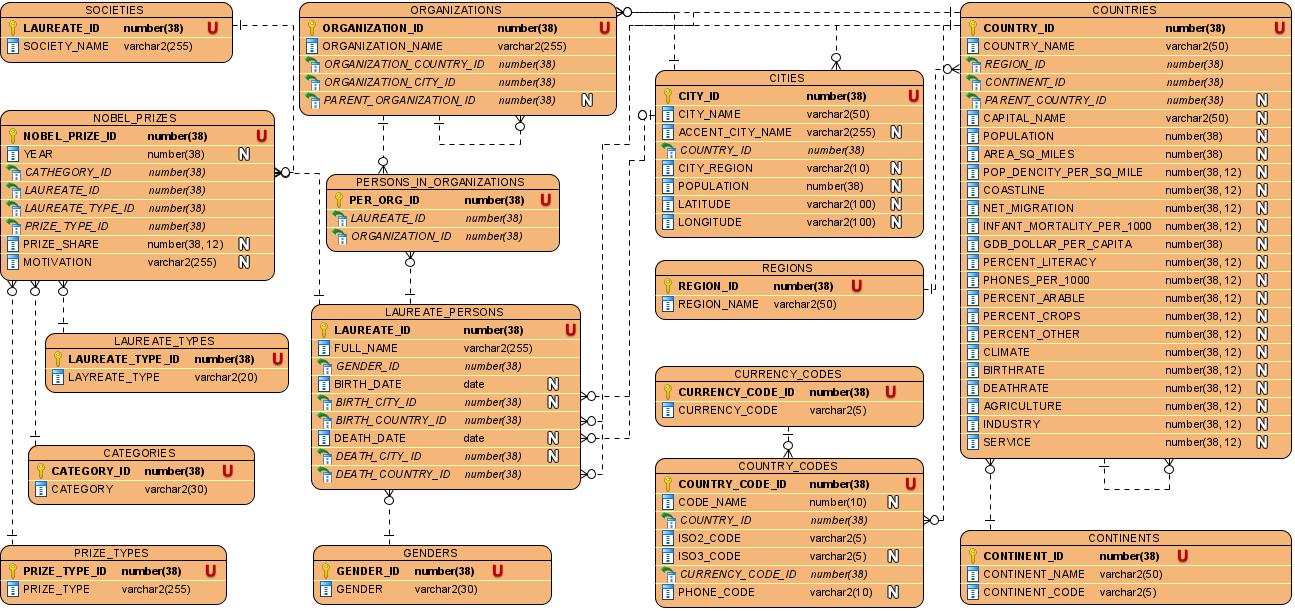 SOCIETIES
LAUREATE_ID number(38) U
SOCIETY_NAME varchar2(255)
NOBEL_PRIZES
NOBEL_PRIZE_ID number(38) U
YEAR number(38) N
CATHEGORY_ID number(38)
LAUREATE_ID number(38)
LAUREATE_TYPE_ID number(38)
PRIZE_TYPE_ID number(38)
PRIZE_SHARE number(38, 12) N
MOTIVATION varchar2(255) N
LAUREATE_TYPES
LAUREATE_TYPE_ID number(38) U
LAYREATE_TYPE varchar2(20)
CATEGORIES
CATEGORY_ID number(38) U
CATEGORY varchar2(30)
PRIZE_TYPES
PRIZE_TYPE_ID number(38) U
PRIZE_TYPE varchar2(255)
ORGANIZATIONS
ORGANIZATION_ID number(38) U
ORGANIZATION_NAME varchar2(255)
ORGANIZATION_COUNTRY_ID number(38)
ORGANIZATION_CITY_ID number(38)
PARENT_ORGANIZATION_ID number(38) N
PERSONS_IN_ORGANIZATIONS
PER_ORG_ID number(38) U
LAUREATE_ID number(38)
ORGANIZATION_ID number(38)
LAUREATE_PERSONS
LAUREATE_ID number(38) U
FULL_NAME varchar2(255)
GENDER_ID number(38)
BIRTH_DATE date N
BIRTH_CITY_ID number(38) N
BIRTH_COUNTRY_ID number(38)
DEATH_DATE date N
DEATH_CITY_ID number(38) N
DEATH_COUNTRY_ID number(38)
GENDERS
GENDER_ID number(38) U
GENDER varchar2(30)
CITIES
CITY_ID number(38) U
CITY_NAME varchar2(50)
ACCENT_CITY_NAME varchar2(255) N
COUNTRY_ID number(38)
CITY_REGION varchar2(10) N
POPULATION number(38) N
LATITUDE varchar2(100) N
LONGITUDE varchar2(100) N
REGIONS
REGION_ID number(38) U
REGION_NAME varchar2(50)
CURRENCY_CODES
CURRENCY_CODE_ID number(38) U
CURRENCY_CODE varchar2(5)
COUNTRY_CODES
COUNTRY_CODE_ID number(38) U
CODE_NAME number(10) N
COUNTRY_ID number(38)
ISO2_CODE varchar2(5)
ISO3_CODE varchar2(5) N
CURRENCY_CODE_ID number(38)
PHONE_CODE varchar2(10) N
COUNTRIES
COUNTRY_ID number(38) U
COUNTRY_NAME varchar2(50)
REGION_ID number(38)
CONTINENT_ID number(38)
PARENT_COUNTRY_ID number(38) N
CAPITAL_NAME varchar2(50) N
POPULATION number(38) N
AREA_SQ_MILES number(38) N
POP_DENCITY_PER_SQ_MILE number(38, 12) N
COASTLINE number(38, 12) N
NET_MIGRATION number(38, 12) N
INFANT_MORTALITY_PER_1000 number(38, 12) N
GDB_DOLLAR_PER_CAPITA number(38) N
PERCENT_LITERACY number(38, 12) N
PHONES_PER_1000 number(38, 12) N
PERCENT_ARABLE number(38, 12) N
PERCENT_CROPS number(38, 12) N
PERCENT_OTHER number(38, 12) N
CLIMATE number(38, 12) N
BIRTHRATE number(38, 12) N
DEATHRATE number(38, 12) N
AGRICULTURE number(38, 12) N
INDUSTRY number(38, 12) N
SERVICE number(38, 12) N
CONTINENTS
CONTINENT_ID number(38) U
CONTINENT_NAME varchar2(50)
CONTINENT_CODE varchar2(5)